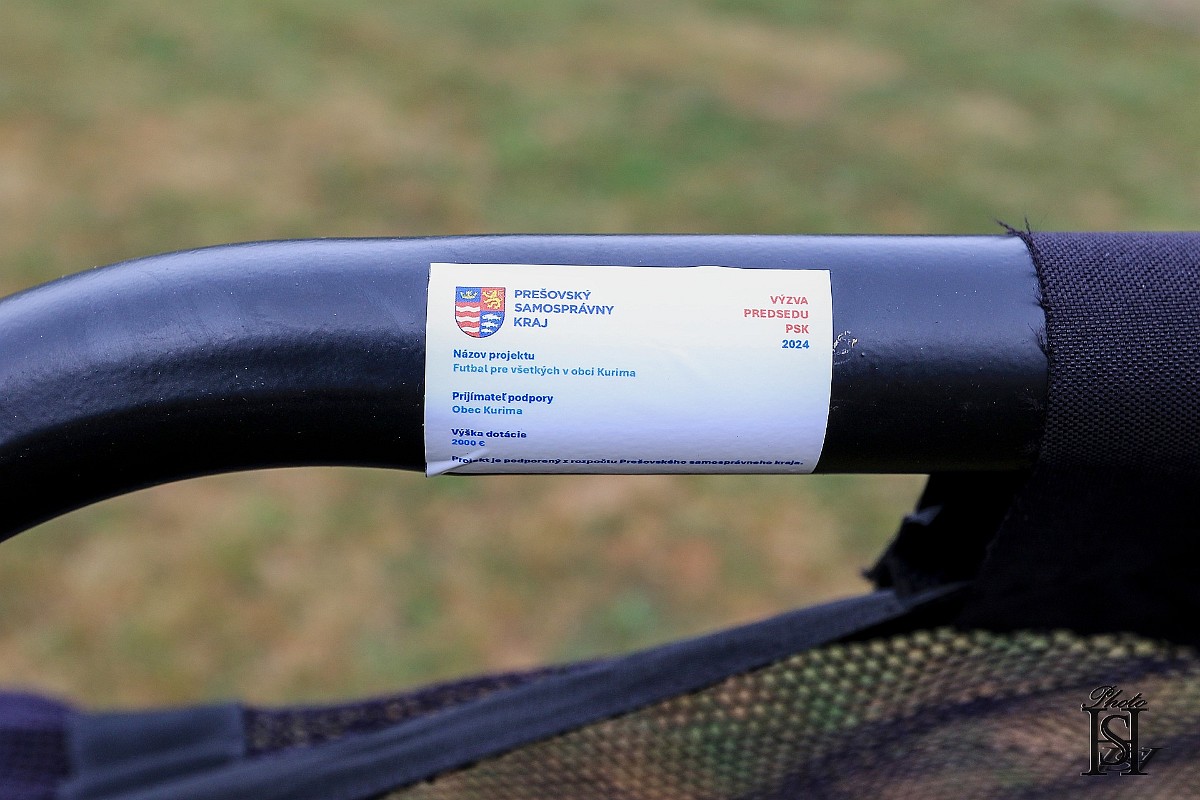 PREŠOVSKÝ
SAMOSPRÁVNY
KRAJ
VÝZVA
PREDSEDU
PSK
2024
Názov projektu
Futbal pre všetkých v obci Kurima
Prijímateľ podpory
Obec Kurima
Výška dotácie
2000 €
Projekt je podporený z rozpočtu Prešovského samosprávneho kraja.
Photo